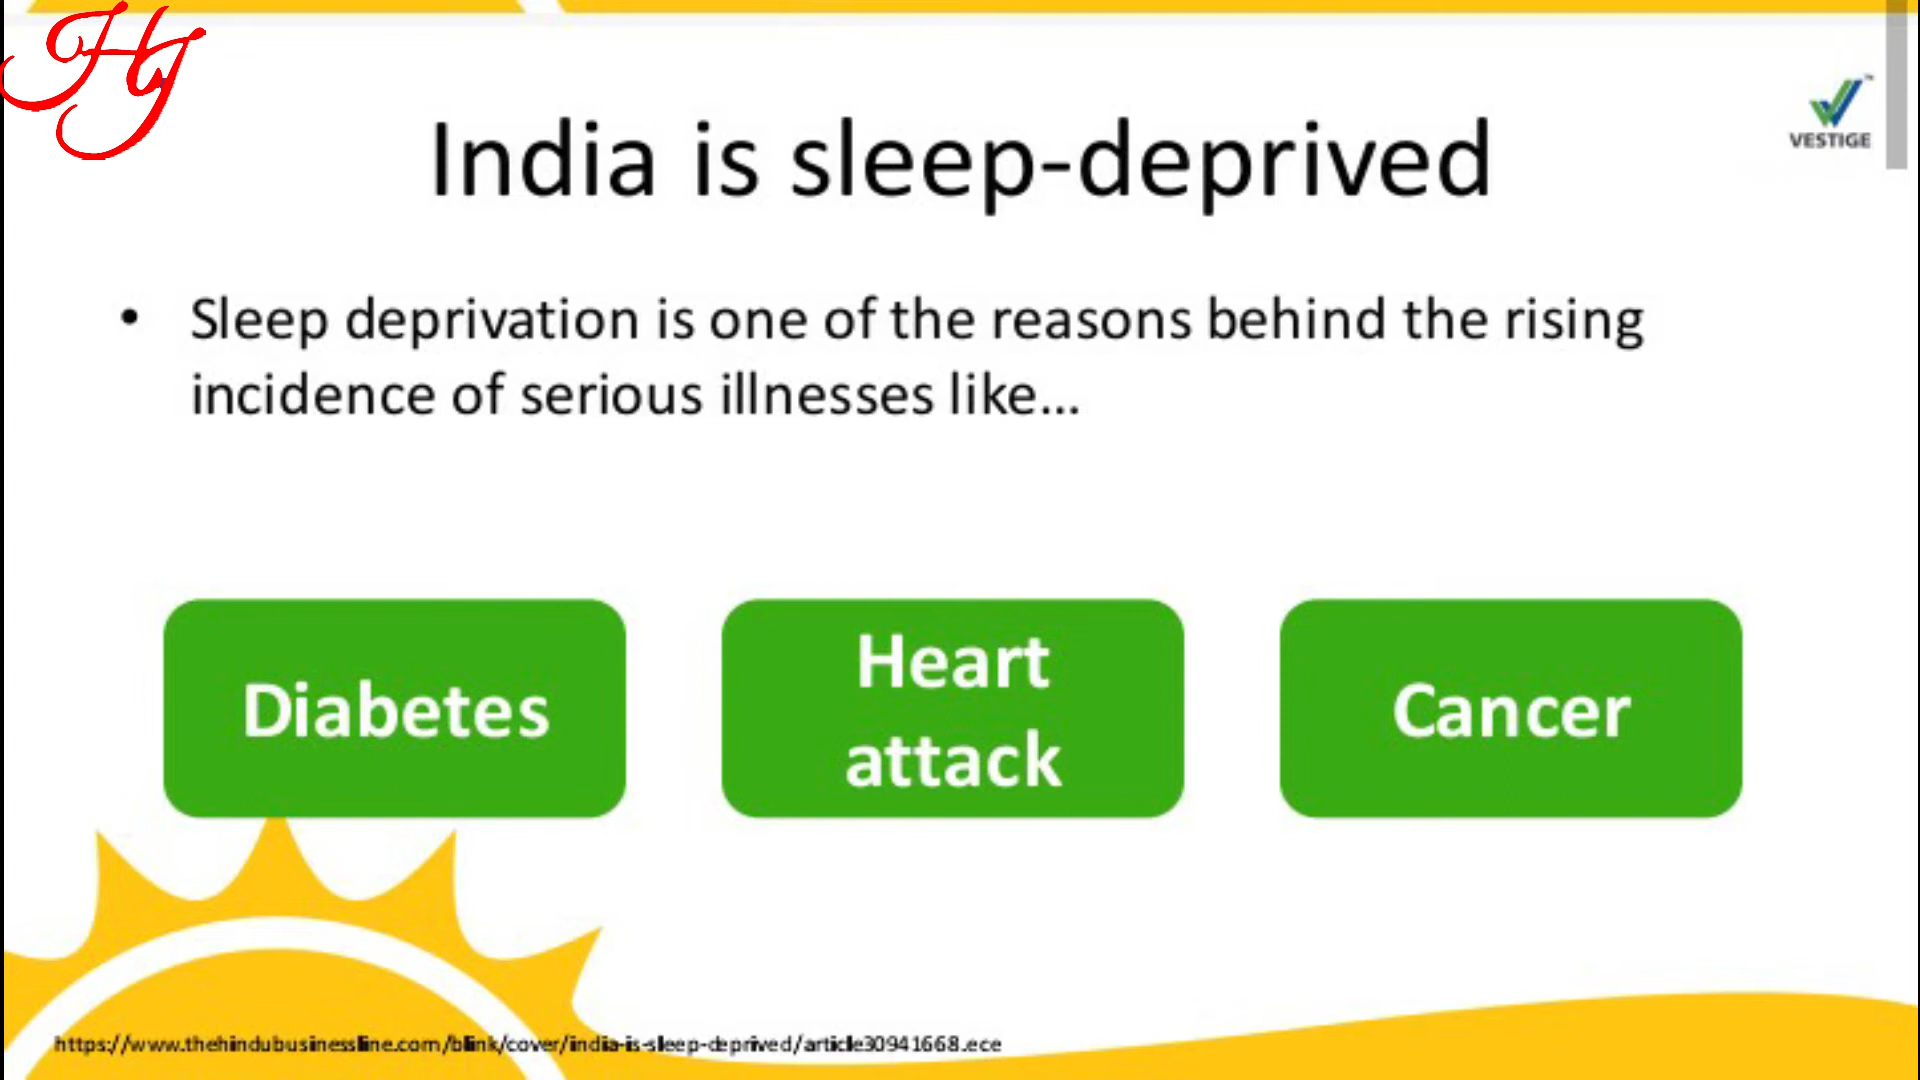 Hj
India is sleep-deprived
VESTIGE
• Sleep deprivation is one of the reasons behind the rising
incidence of serious illnesses like...
Diabetes
Heart
attack
Cancer
https://www.thehindubusinessline.com/blink/cover/india-is-sleep-deprived/article30941668.ece